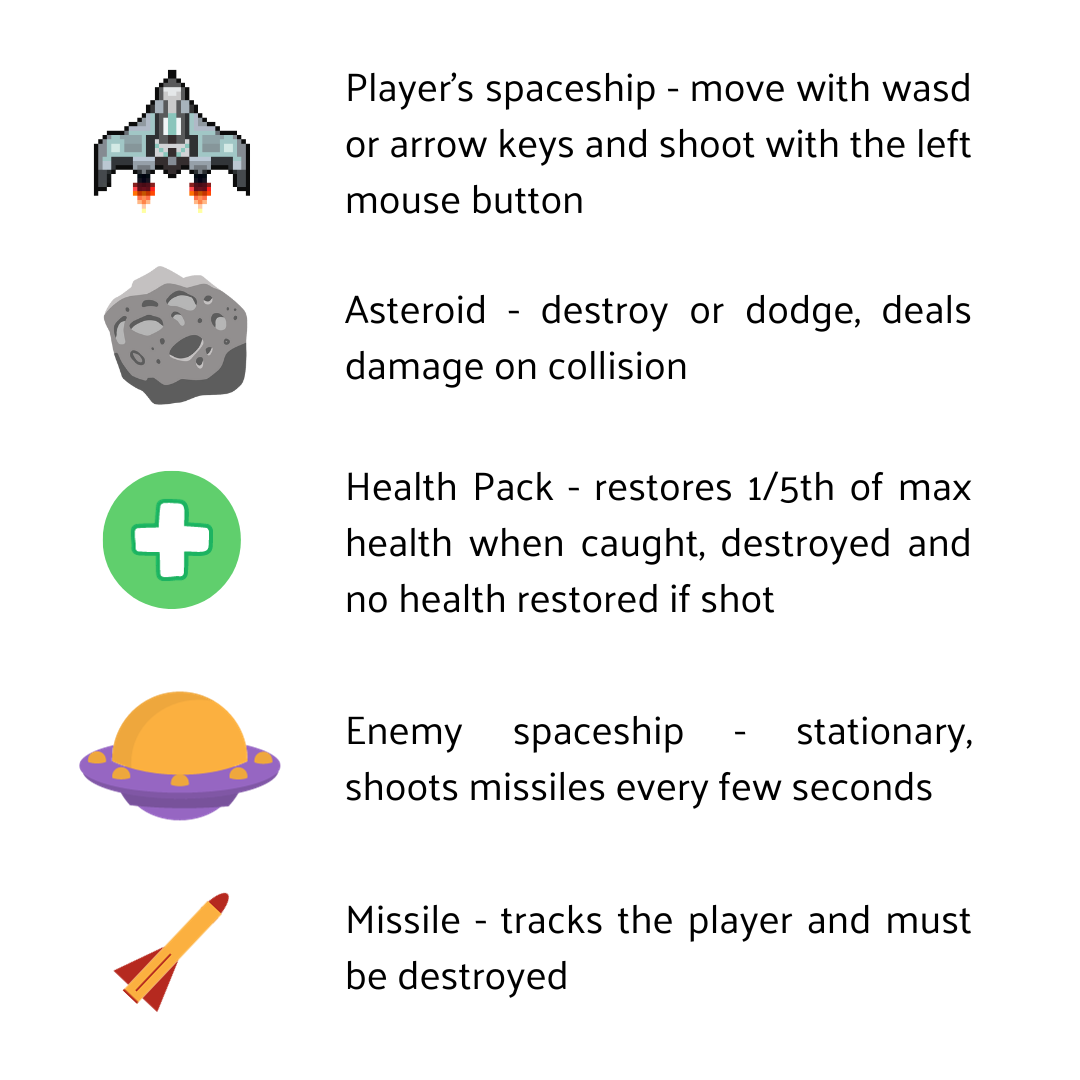 Player’s spaceship - move with wasd
or arrow keys and shoot with the left
mouse button
Asteroid - destroy or dodge, deals
damage on collision
Health Pack - restores 1/5th of max
health when caught, destroyed and
no health restored if shot
Enemy spaceship - stationary,
shoots missiles every few seconds
Missile - tracks the player and must
be destroyed